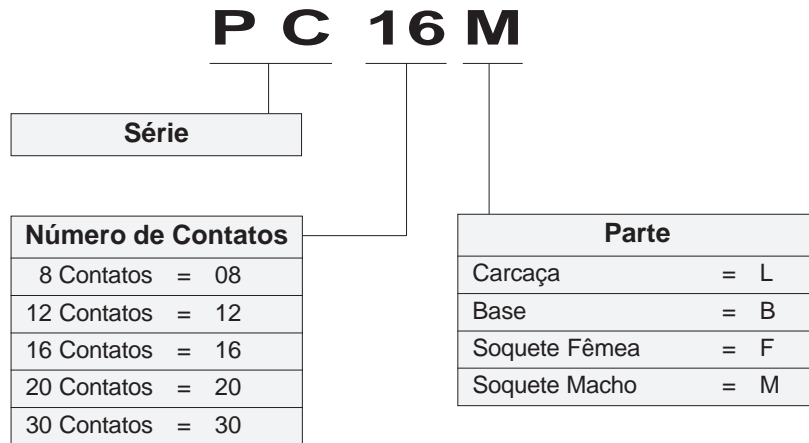 P C 16 M
Série
Número de Contatos
8 Contatos = 08
12 Contatos = 12
16 Contatos = 16
20 Contatos = 20
30 Contatos = 30
Parte
Carcaça = L
Base = B
Soquete Fêmea = F
Soquete Macho = M